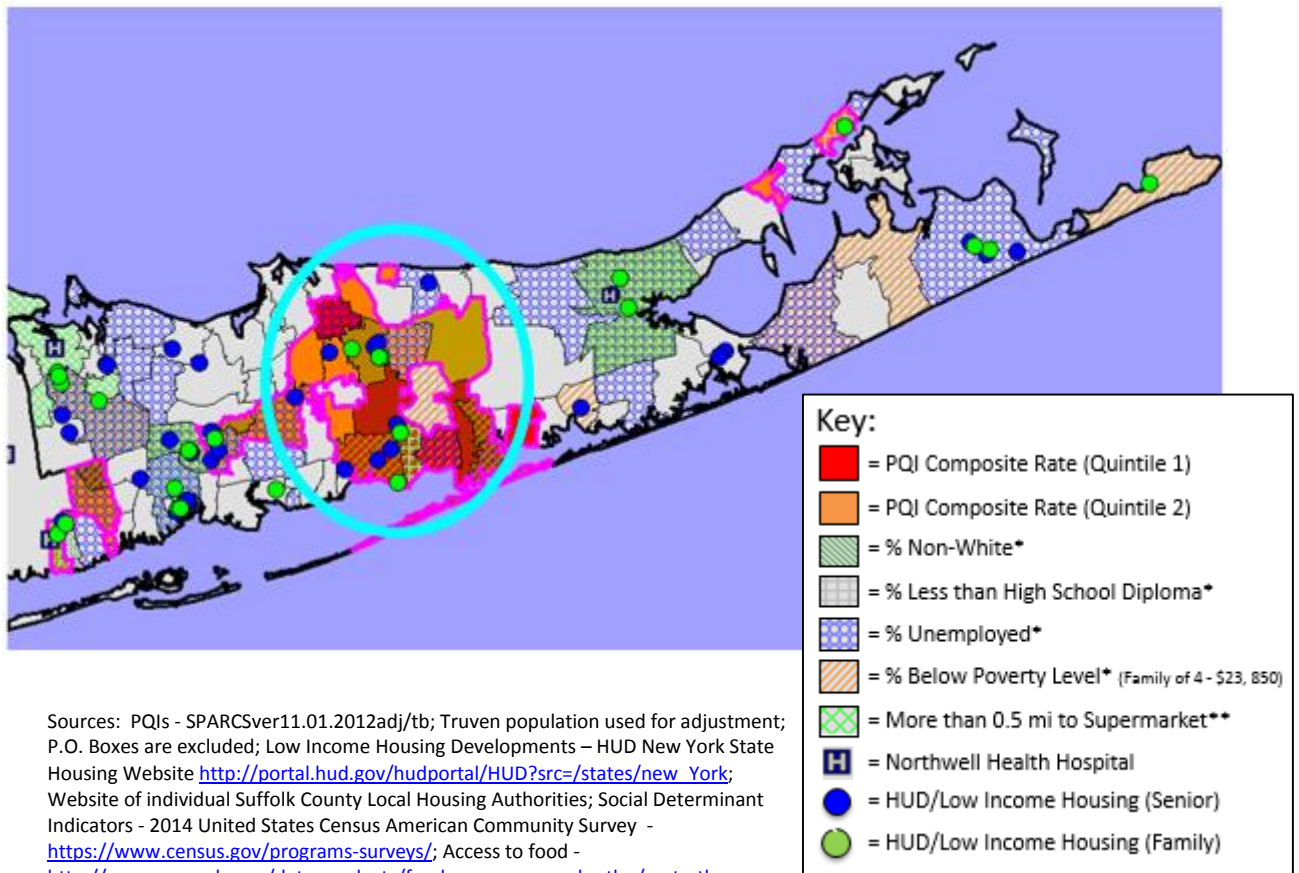 H
H
H
Key:
= PQI Composite Rate (Quintile 1)
= PQI Composite Rate (Quintile 2)
= % Non-White*
= % Less than High School Diploma*
= % Unemployed*
= % Below Poverty Level* (Family of 4 - $23, 850)
= More than 0.5 mi to Supermarket**
H = Northwell Health Hospital
= HUD/Low Income Housing (Senior)
= HUD/Low Income Housing (Family)
Sources: PQIs - SPARCSver11.01.2012adj/tb; Truven population used for adjustment;
P.O. Boxes are excluded; Low Income Housing Developments – HUD New York State
Housing Website http://portal.hud.gov/hudportal/HUD?src=/states/new_York;
Website of individual Suffolk County Local Housing Authorities; Social Determinant
Indicators - 2014 United States Census American Community Survey -
https://www.census.gov/programs-surveys/; Access to food -